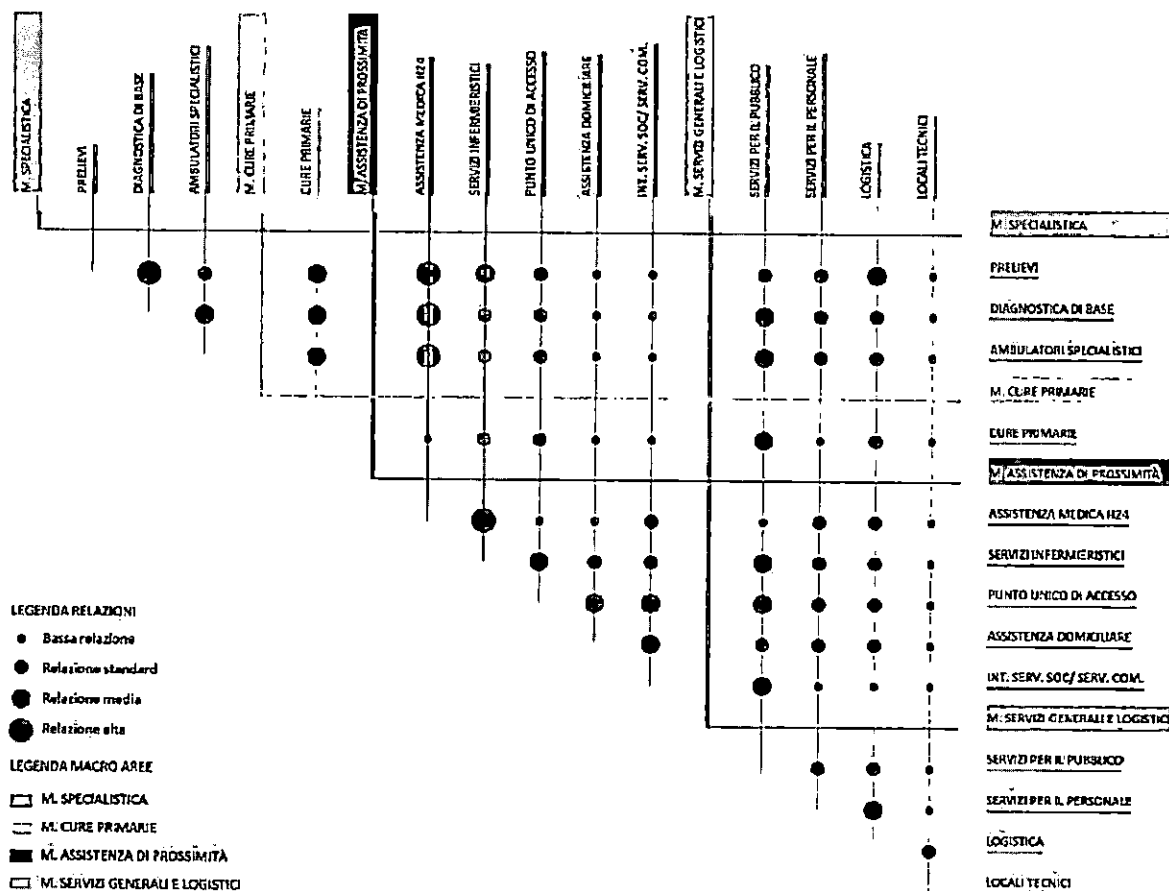 M. SPECIALISTICA
PRELIEVI
DIAGNOSTICA DI BASE
AMBULATORI SPECIALISTICI
M. CURE PRIMARIE
CURE PRIMARIE
M. ASSISTENZA DI PROSSIMITÀ
ASSISTENZA MEDICA H24
SERVIZI INFERMIERISTICI
PUNTO UNICO DI ACCESSO
ASSISTENZA DOMICILIARE
INT. SERV. SOC/ SERV. COM.
M. SERVIZI GENERALI E LOGISTICI
SERVIZI PER IL PUBBLICO
SERVIZI PER IL PERSONALE
LOGISTICA
LOCALI TECNICI
M. SPECIALISTICA
PRELIEVI
DIAGNOSTICA DI BASE
AMBULATORI SPECIALISTICI
M. CURE PRIMARIE
CURE PRIMARIE
M. ASSISTENZA DI PROSSIMITÀ
ASSISTENZA MEDICA H24
SERVIZI INFERMIERISTICI
PUNTO UNICO DI ACCESSO
ASSISTENZA DOMICILIARE
INT. SERV. SOC/ SERV. COM.
M. SERVIZI GENERALI E LOGISTICI
SERVIZI PER IL PUBBLICO
SERVIZI PER IL PERSONALE
LOGISTICA
LOCALI TECNICI
LEGENDA RELAZIONI
Bassa relazione
Relazione standard
Relazione media
Relazione alta
LEGENDA MACRO AREE
M. SPECIALISTICA
M. CURE PRIMARIE
M. ASSISTENZA DI PROSSIMITÀ
M. SERVIZI GENERALI E LOGISTICI